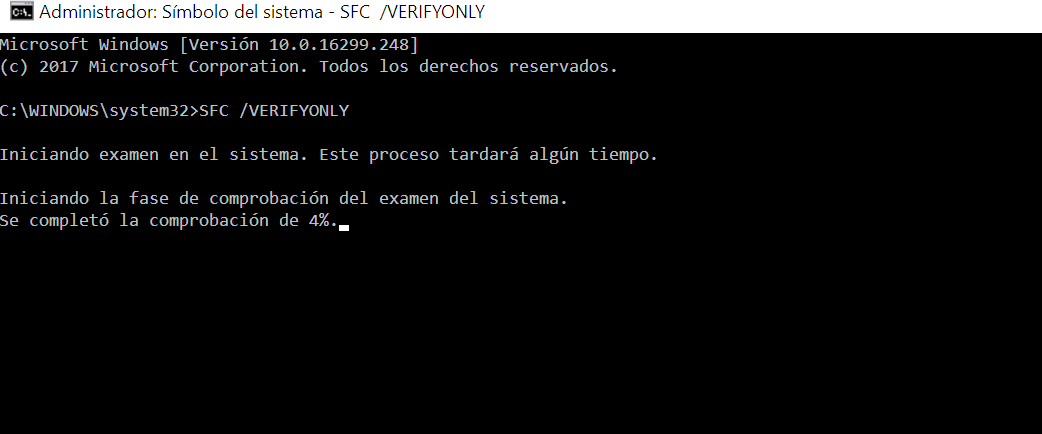 Administrador: Símbolo del sistema - SFC /VERIFYONLY
Microsoft Windows [Versión 10.0.16299.248]
(c) 2017 Microsoft Corporation. Todos los derechos reservados.
C:\WINDOWS\system32>SFC /VERIFYONLY
Iniciando examen en el sistema. Este proceso tardará algún tiempo.
Iniciando la fase de comprobación del examen del sistema.
Se completó la comprobación de 4%.